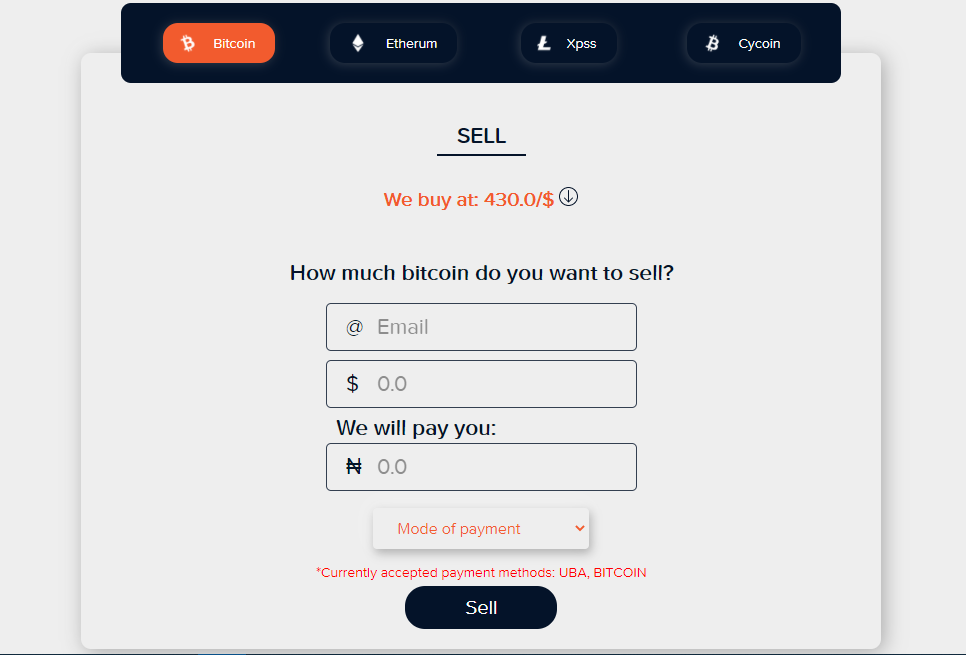 Bitcoin
Etherum
Xpss
Cycoin
SELL
We buy at: 430.0/$
How much bitcoin do you want to sell?
@ Email
$ 0.0
We will pay you:
₦ 0.0
Mode of payment
*Currently accepted payment methods: UBA, BITCOIN
Sell